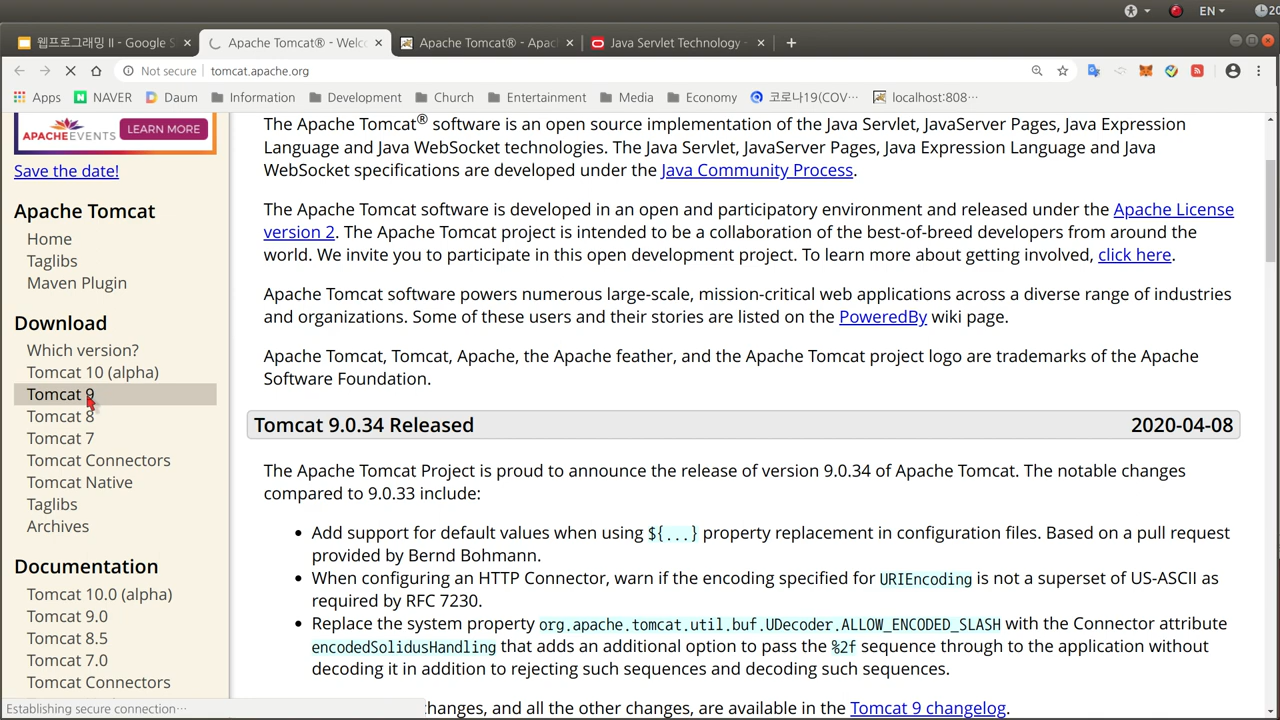 EN
20
웹프로그래밍 II - Google S
Apache Tomcat® - Welc
Apache Tomcat® - Apac
Java Servlet Technology -
Not secure | tomcat.apache.org
Apps
NAVER
Daum
Information
Development
Church
Entertainment
Media
Economy
코로나19(COV…
localhost:808…
APACHEEVENTS
LEARN MORE
Save the date!
Apache Tomcat
Home
Taglibs
Maven Plugin
Download
Which version?
Tomcat 10 (alpha)
Tomcat 9
Tomcat 8
Tomcat 7
Tomcat Connectors
Tomcat Native
Taglibs
Archives
Documentation
Tomcat 10.0 (alpha)
Tomcat 9.0
Tomcat 8.5
Tomcat 7.0
Tomcat Connectors
Establishing secure connection…
The Apache Tomcat® software is an open source implementation of the Java Servlet, JavaServer Pages, Java Expression
Language and Java WebSocket technologies. The Java Servlet, JavaServer Pages, Java Expression Language and Java
WebSocket specifications are developed under the Java Community Process.
The Apache Tomcat software is developed in an open and participatory environment and released under the Apache License
version 2. The Apache Tomcat project is intended to be a collaboration of the best-of-breed developers from around the
world. We invite you to participate in this open development project. To learn more about getting involved, click here.
Apache Tomcat software powers numerous large-scale, mission-critical web applications across a diverse range of industries
and organizations. Some of these users and their stories are listed on the PoweredBy wiki page.
Apache Tomcat, Tomcat, Apache, the Apache feather, and the Apache Tomcat project logo are trademarks of the Apache
Software Foundation.
Tomcat 9.0.34 Released 2020-04-08
The Apache Tomcat Project is proud to announce the release of version 9.0.34 of Apache Tomcat. The notable changes
compared to 9.0.33 include:
• Add support for default values when using ${...} property replacement in configuration files. Based on a pull request
provided by Bernd Bohmann.
• When configuring an HTTP Connector, warn if the encoding specified for URIEncoding is not a superset of US-ASCII as
required by RFC 7230.
• Replace the system property org.apache.tomcat.util.buf.UDecoder.ALLOW_ENCODED_SLASH with the Connector attribute
encodedSolidusHandling that adds an additional option to pass the %2f sequence through to the application without
decoding it in addition to rejecting such sequences and decoding such sequences.
hanges, and all the other changes, are available in the Tomcat 9 changelog.